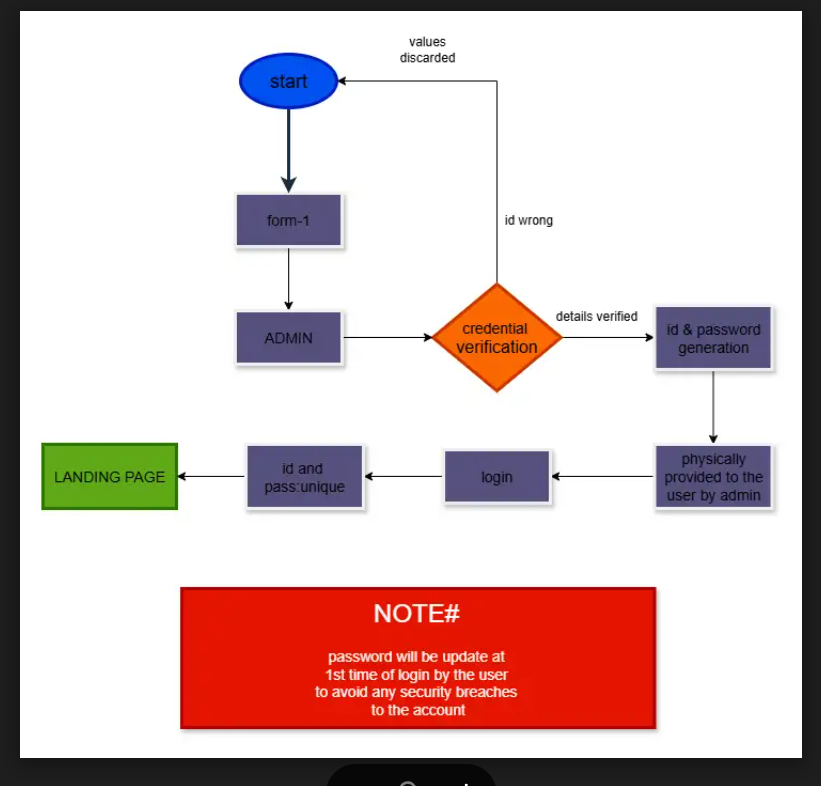 values
discarded
start
form-1
id wrong
ADMIN
credential
verification
details verified
id & password
generation
LANDING PAGE
id and
pass:unique
login
physically
provided to the
user by admin
NOTE#
password will be update at
1st time of login by the user
to avoid any security breaches
to the account